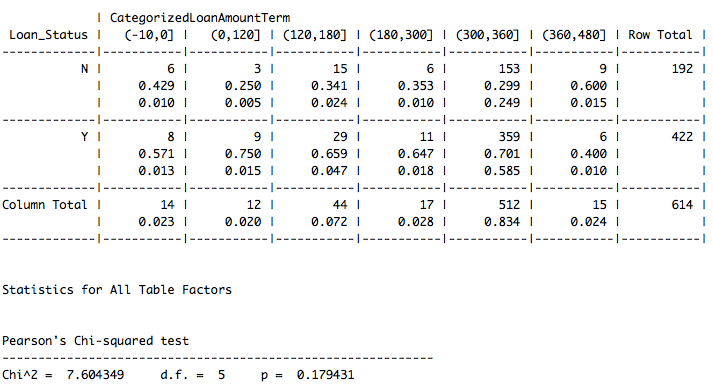 | CategorizedLoanAmountTerm
Loan_Status | (-10,0] | (0,120] | (120,180] | (180,300] | (300,360] | (360,480] | Row Total |
-------------|-----------|-----------|-----------|-----------|-----------|-----------|-----------|
N | 6 | 3 | 15 | 6 | 153 | 9 | 192 |
| 0.429 | 0.250 | 0.341 | 0.353 | 0.299 | 0.600 | |
| 0.010 | 0.005 | 0.024 | 0.010 | 0.249 | 0.015 | |
-------------|-----------|-----------|-----------|-----------|-----------|-----------|-----------|
Y | 8 | 9 | 29 | 11 | 359 | 6 | 422 |
| 0.571 | 0.750 | 0.659 | 0.647 | 0.701 | 0.400 | |
| 0.013 | 0.015 | 0.047 | 0.018 | 0.585 | 0.010 | |
-------------|-----------|-----------|-----------|-----------|-----------|-----------|-----------|
Column Total | 14 | 12 | 44 | 17 | 512 | 15 | 614 |
| 0.023 | 0.020 | 0.072 | 0.028 | 0.834 | 0.024 | |
-------------|-----------|-----------|-----------|-----------|-----------|-----------|-----------|
Statistics for All Table Factors
Pearson's Chi-squared test
------------------------------------------------------------
Chi^2 = 7.604349 d.f. = 5 p = 0.179431